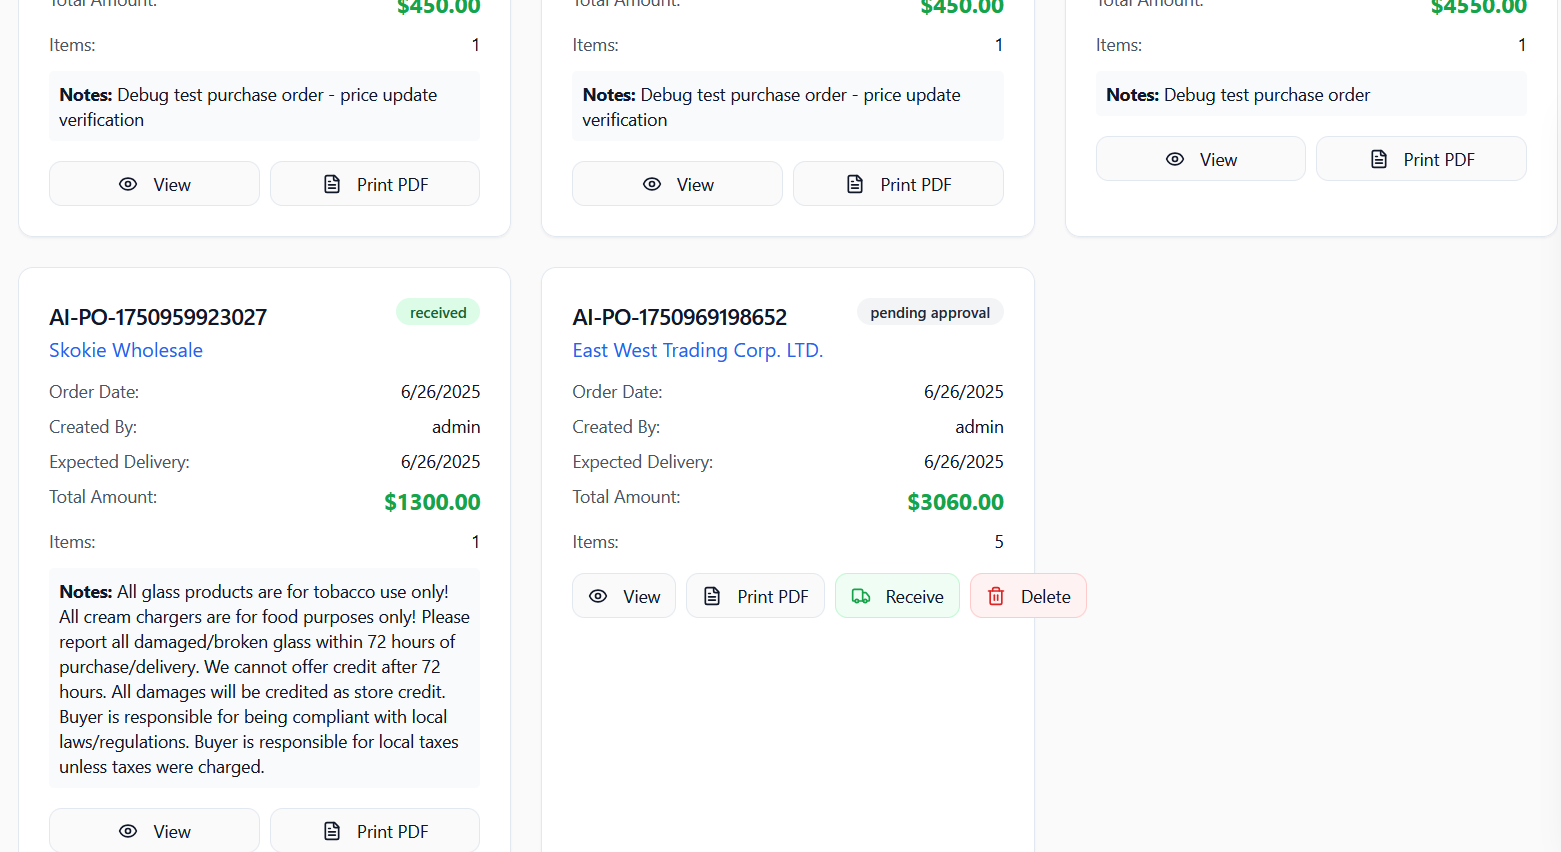 Total Amount: $450.00
Items: 1
Notes: Debug test purchase order - price update
verification
View Print PDF
Total Amount: $450.00
Items: 1
Notes: Debug test purchase order - price update
verification
View Print PDF
Total Amount: $4550.00
Items: 1
Notes: Debug test purchase order
View Print PDF
AI-PO-1750959923027 received
Skokie Wholesale
Order Date: 6/26/2025
Created By: admin
Expected Delivery: 6/26/2025
Total Amount: $1300.00
Items: 1
Notes: All glass products are for tobacco use only!
All cream chargers are for food purposes only! Please
report all damaged/broken glass within 72 hours of
purchase/delivery. We cannot offer credit after 72
hours. All damages will be credited as store credit.
Buyer is responsible for being compliant with local
laws/regulations. Buyer is responsible for local taxes
unless taxes were charged.
View Print PDF
AI-PO-1750969198652 pending approval
East West Trading Corp. LTD.
Order Date: 6/26/2025
Created By: admin
Expected Delivery: 6/26/2025
Total Amount: $3060.00
Items: 5
View Print PDF Receive Delete